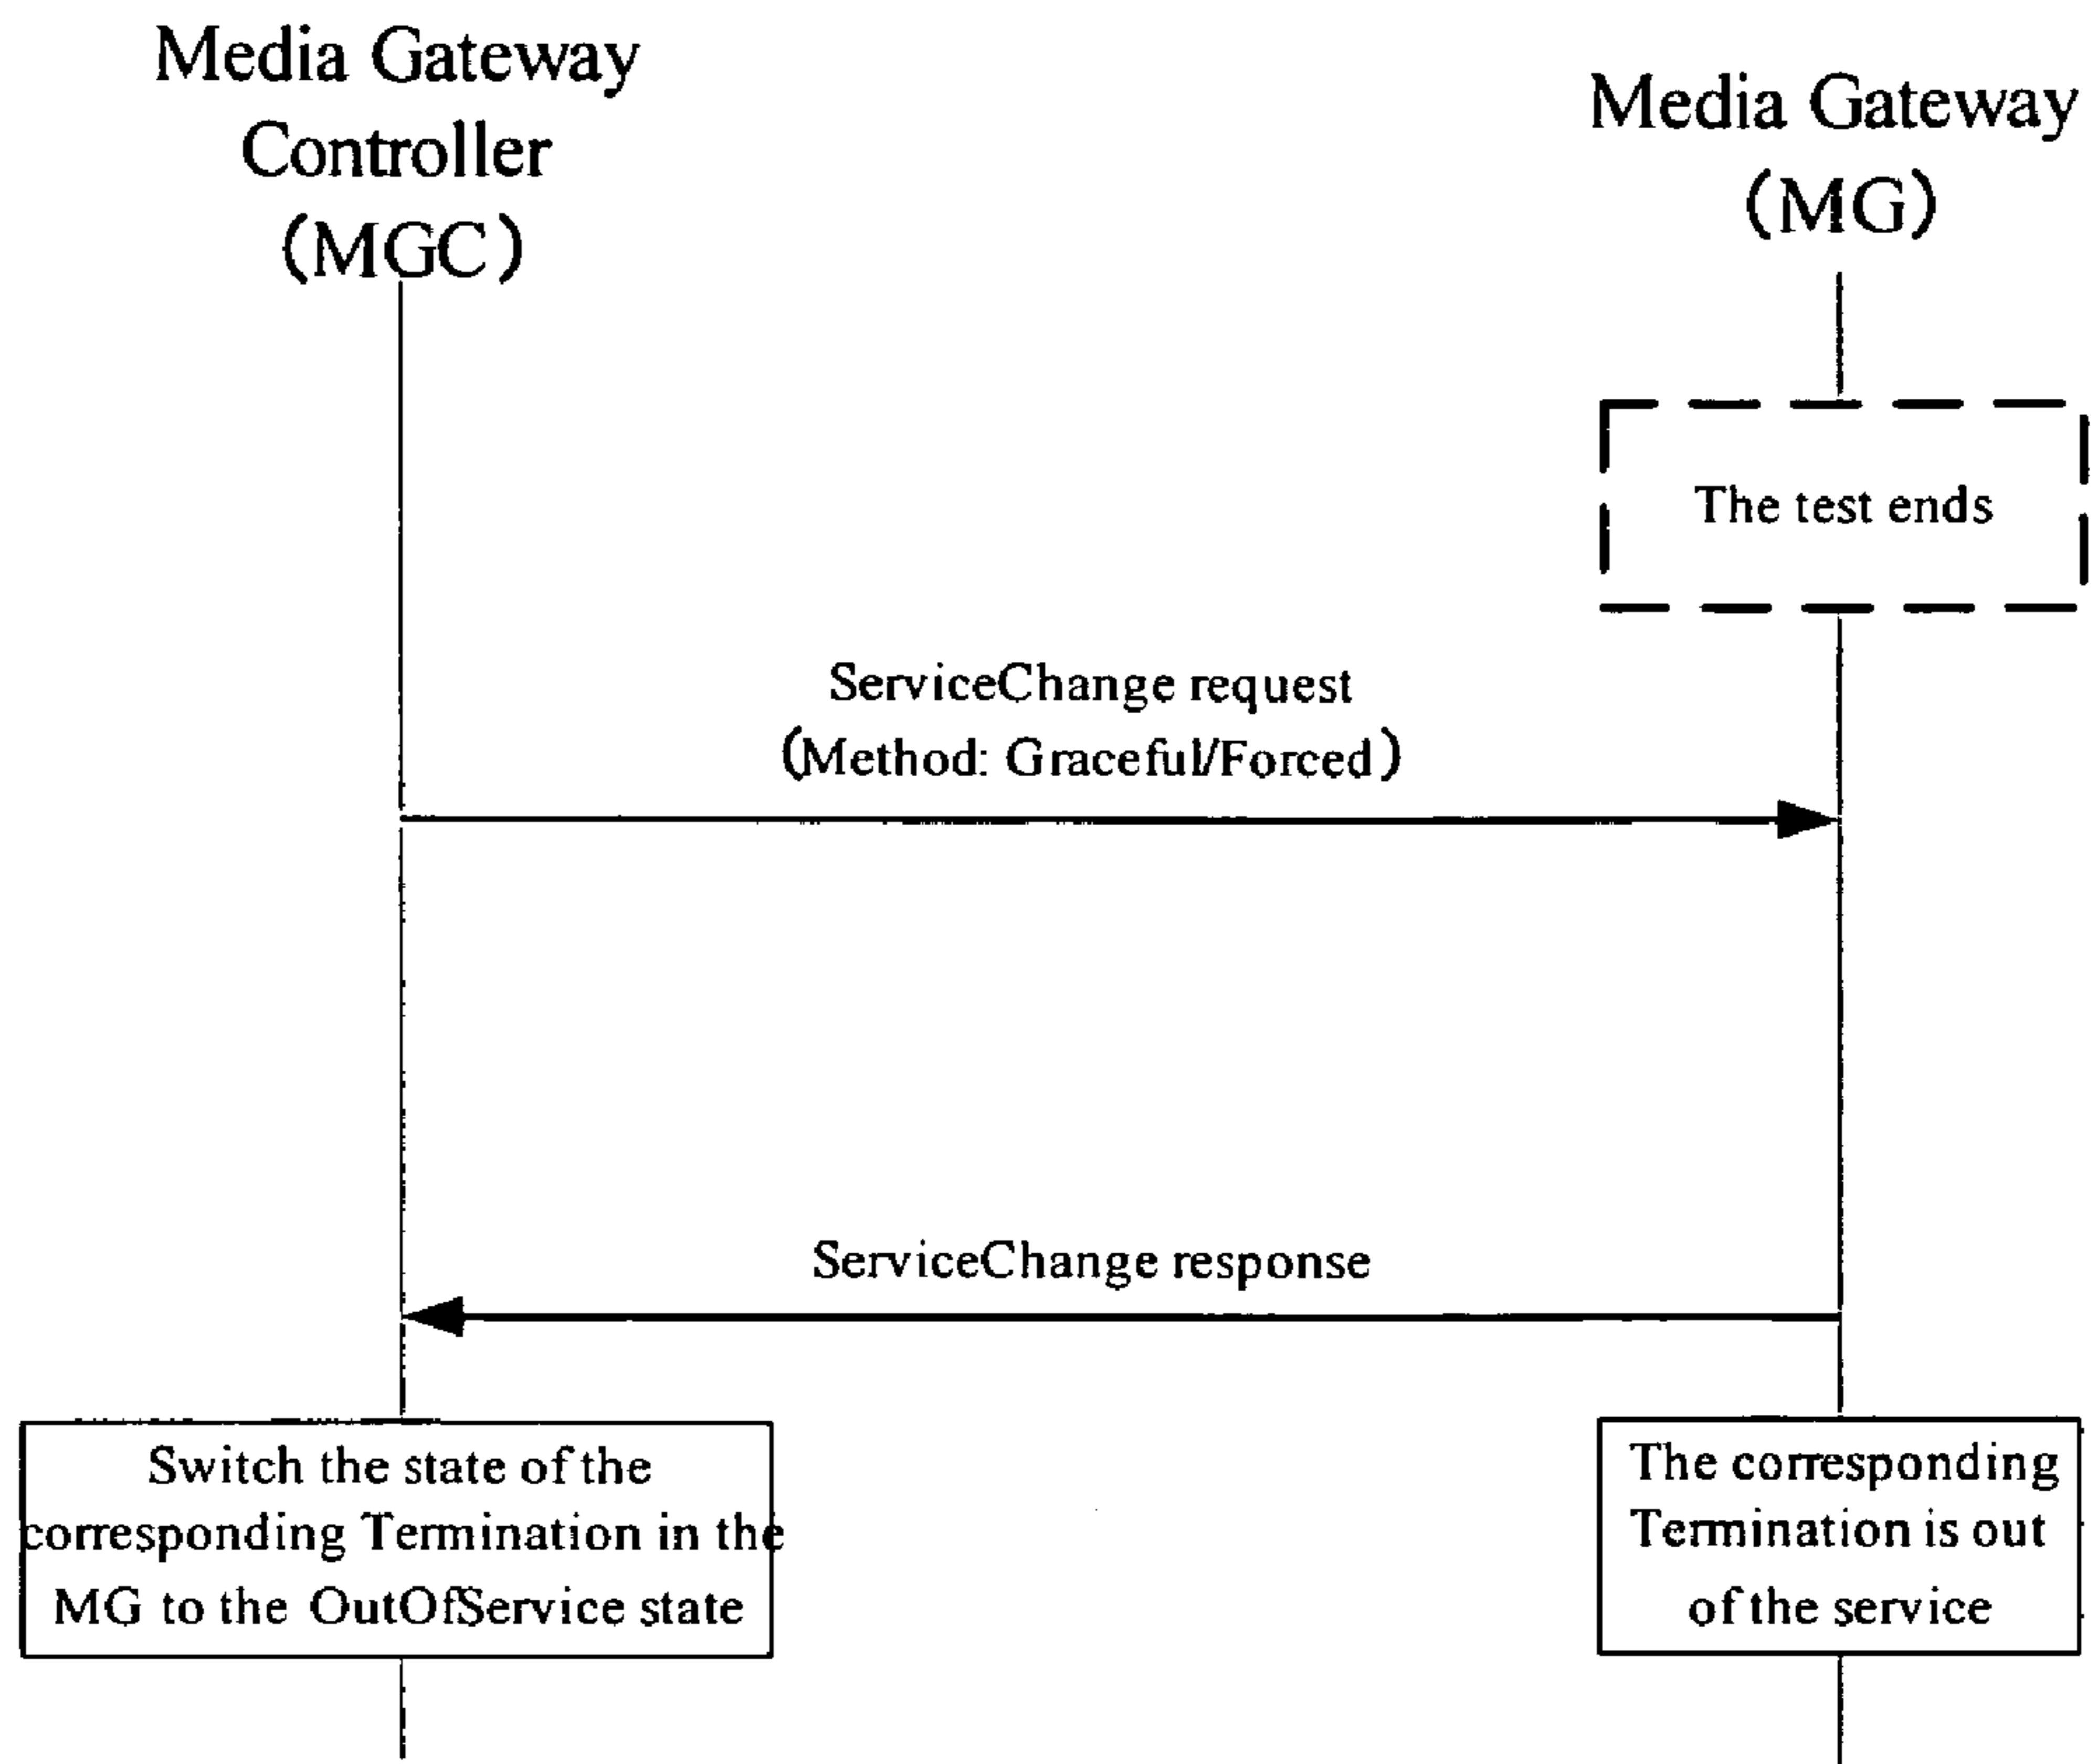 Media Gateway
Controller
(MGC)
Media Gateway
(MG)
The test ends
ServiceChange request
(Method: Graceful/Forced)
ServiceChange response
Switch the state of the
corresponding Termination in the
MG to the OutOfService state
The corresponding
Termination is out
of the service